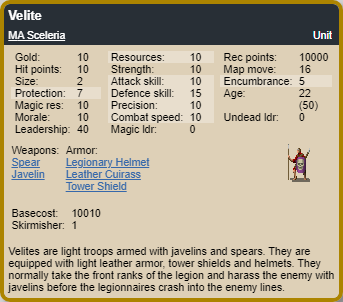 Velite
MA Sceleria Unit
Gold: 10 Resources: 10 Rec points: 10000
Hit points: 10 Strength: 10 Map move: 16
Size: 2 Attack skill: 10 Encumbrance: 5
Protection: 7 Defence skill: 15 Age: 22
Magic res: 10 Precision: 10 (50)
Morale: 10 Combat speed: 10 Undead ldr: 0
Leadership: 40 Magic ldr: 0
Weapons: Armor:
Spear Legionary Helmet
Javelin Leather Cuirass
Tower Shield
Basecost: 10010
Skirmisher: 1
Velites are light troops armed with javelins and spears. They are
equipped with light leather armor, tower shields and helmets. They
normally take the front ranks of the legion and harass the enemy with
javelins before the legionnaires crash into the enemy lines.